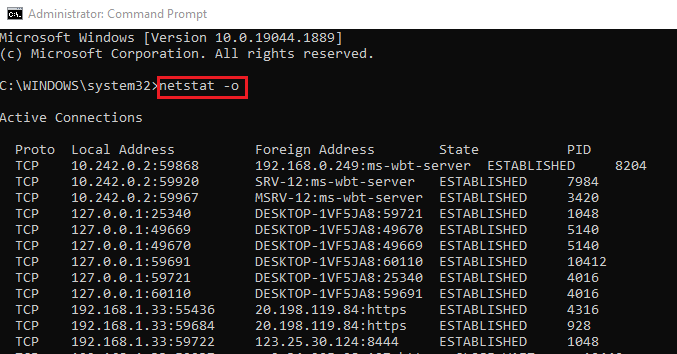 Administrator: Command Prompt
Microsoft Windows [Version 10.0.19044.1889]
(c) Microsoft Corporation. All rights reserved.
C:\WINDOWS\system32>netstat -o
Active Connections
Proto Local Address Foreign Address State PID
TCP 10.242.0.2:59868 192.168.0.249:ms-wbt-server ESTABLISHED 8204
TCP 10.242.0.2:59920 SRV-12:ms-wbt-server ESTABLISHED 7984
TCP 10.242.0.2:59967 MSRV-12:ms-wbt-server ESTABLISHED 3420
TCP 127.0.0.1:25340 DESKTOP-1VF5JA8:59721 ESTABLISHED 1048
TCP 127.0.0.1:49669 DESKTOP-1VF5JA8:49670 ESTABLISHED 5140
TCP 127.0.0.1:49670 DESKTOP-1VF5JA8:49669 ESTABLISHED 5140
TCP 127.0.0.1:59691 DESKTOP-1VF5JA8:60110 ESTABLISHED 10412
TCP 127.0.0.1:59721 DESKTOP-1VF5JA8:25340 ESTABLISHED 4016
TCP 127.0.0.1:60110 DESKTOP-1VF5JA8:59691 ESTABLISHED 4016
TCP 192.168.1.33:55436 20.198.119.84:https ESTABLISHED 4316
TCP 192.168.1.33:59684 20.198.119.84:https ESTABLISHED 928
TCP 192.168.1.33:59722 123.25.30.124:8444 ESTABLISHED 1048